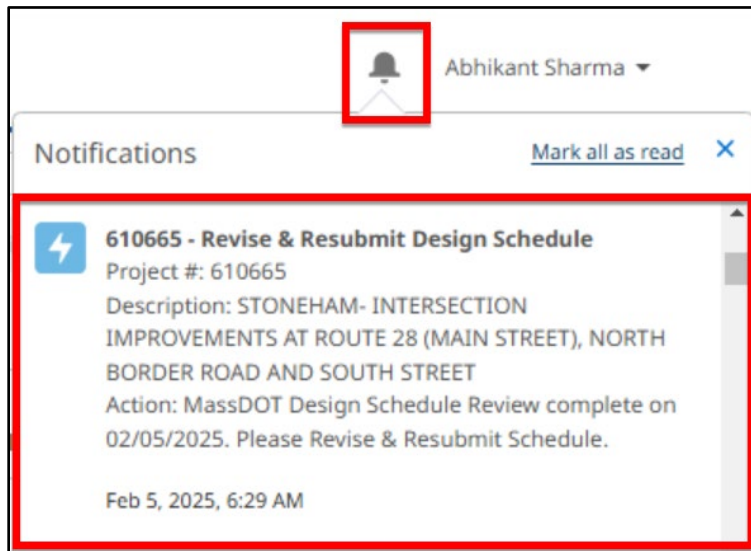 Abhikant Sharma
Notifications Mark all as read
610665 - Revise & Resubmit Design Schedule
Project #: 610665
Description: STONEHAM- INTERSECTION
IMPROVEMENTS AT ROUTE 28 (MAIN STREET), NORTH
BORDER ROAD AND SOUTH STREET
Action: MassDOT Design Schedule Review complete on
02/05/2025. Please Revise & Resubmit Schedule.
Feb 5, 2025, 6:29 AM